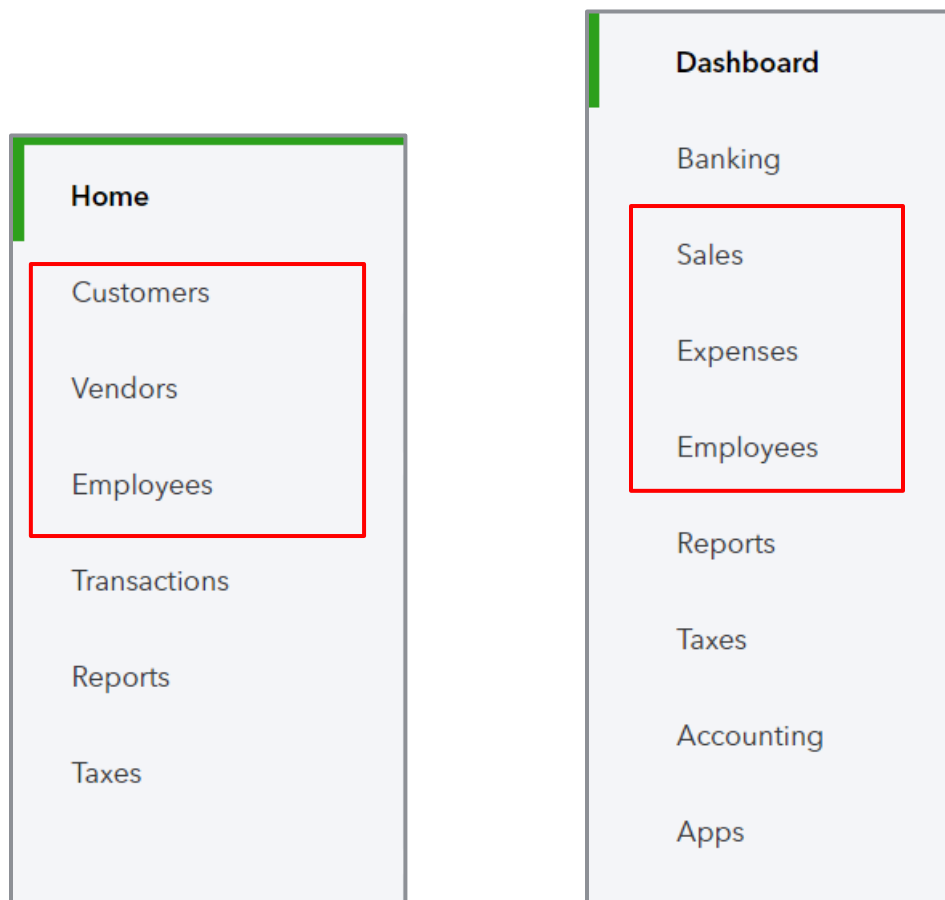 Home
Customers
Vendors
Employees
Transactions
Reports
Taxes
Dashboard
Banking
Sales
Expenses
Employees
Reports
Taxes
Accounting
Apps